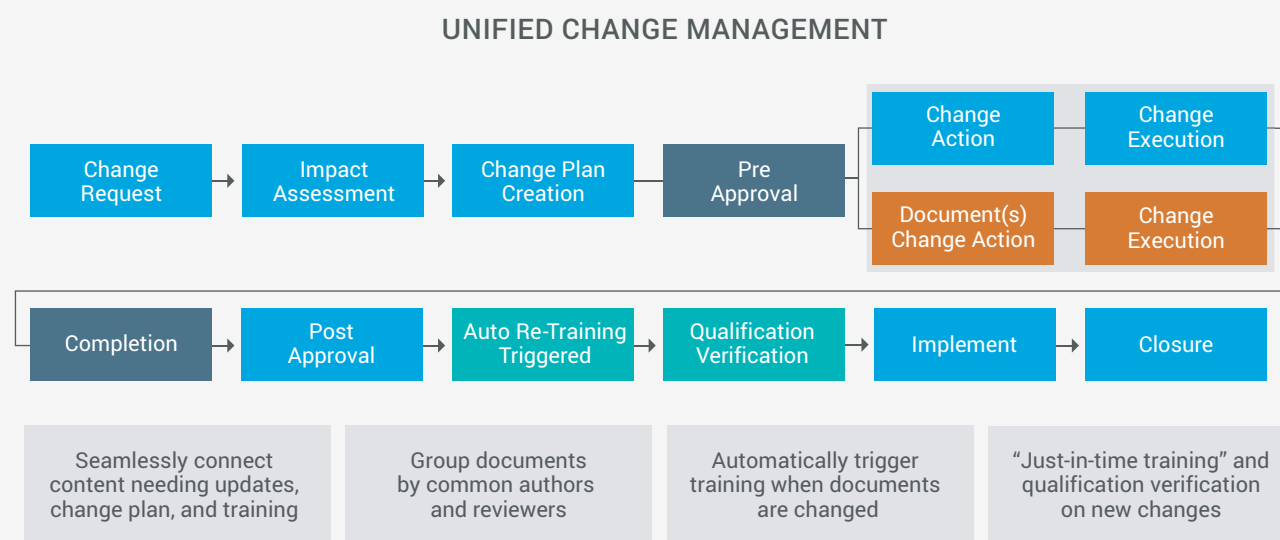 UNIFIED CHANGE MANAGEMENT
Change
Request
Impact
Assessment
Change Plan
Creation
Pre
Approval
Change
Action
Change
Execution
Document(s)
Change Action
Change
Execution
Completion
Post
Approval
Auto Re-Training
Triggered
Qualification
Verification
Implement
Closure
Seamlessly connect
content needing updates,
change plan, and training
Group documents
by common authors
and reviewers
Automatically trigger
training when documents
are changed
“Just-in-time training” and
qualification verification
on new changes